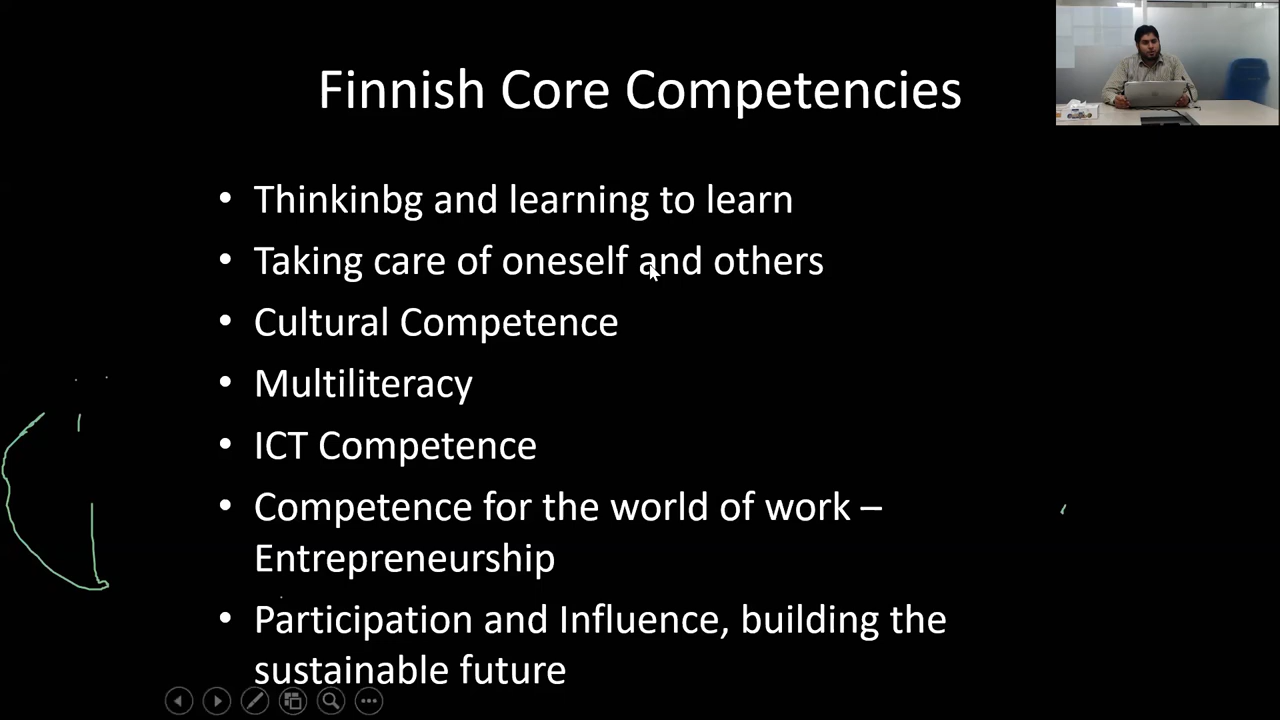 Finnish Core Competencies
• Thinkinbg and learning to learn
• Taking care of oneself and others
• Cultural Competence
• Multiliteracy
• ICT Competence
• Competence for the world of work –
Entrepreneurship
• Participation and Influence, building the
sustainable future